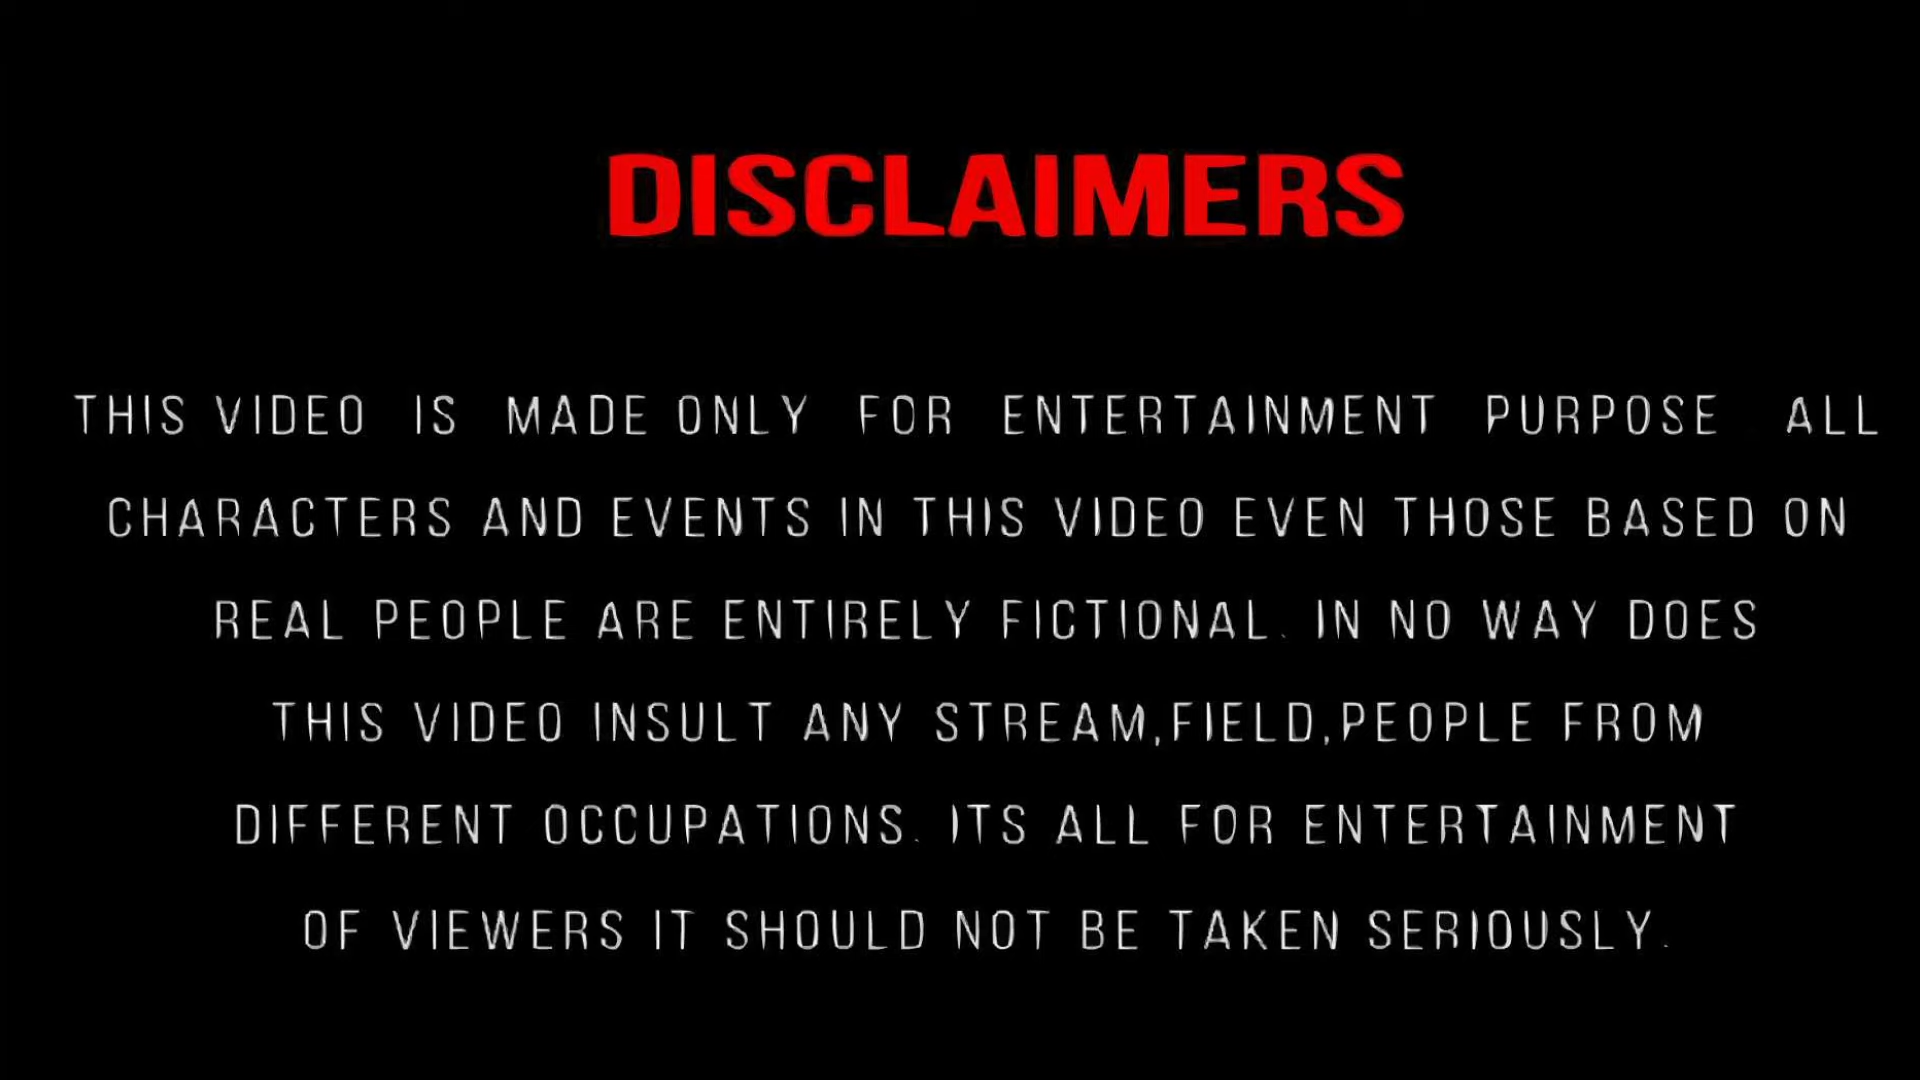 DISCLAIMERS
THIS VIDEO IS MADE ONLY FOR ENTERTAINMENT PURPOSE ALL
CHARACTERS AND EVENTS IN THIS VIDEO EVEN THOSE BASED ON
REAL PEOPLE ARE ENTIRELY FICTIONAL. IN NO WAY DOES
THIS VIDEO INSULT ANY STREAM,FIELD,PEOPLE FROM
DIFFERENT OCCUPATIONS. ITS ALL FOR ENTERTAINMENT
OF VIEWERS IT SHOULD NOT BE TAKEN SERIOUSLY.